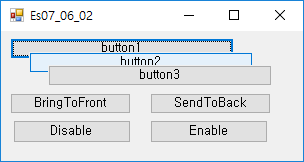 Es07_06_02
button1
button2
button3
BringToFront SendToBack
Disable Enable